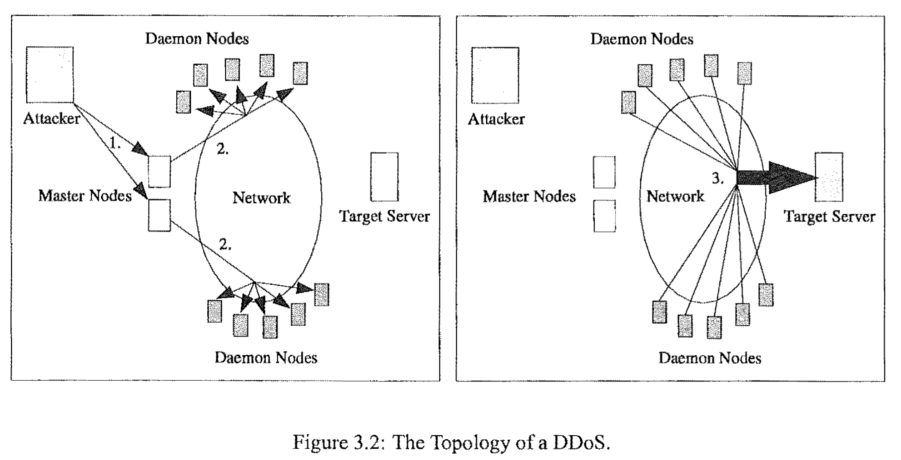 Daemon Nodes
Attacker
1.
2.
Master Nodes
Network
Target Server
2.
Daemon Nodes
Daemon Nodes
Attacker
3.
Master Nodes
Network
Target Server
Daemon Nodes
Figure 3.2: The Topology of a DDoS.